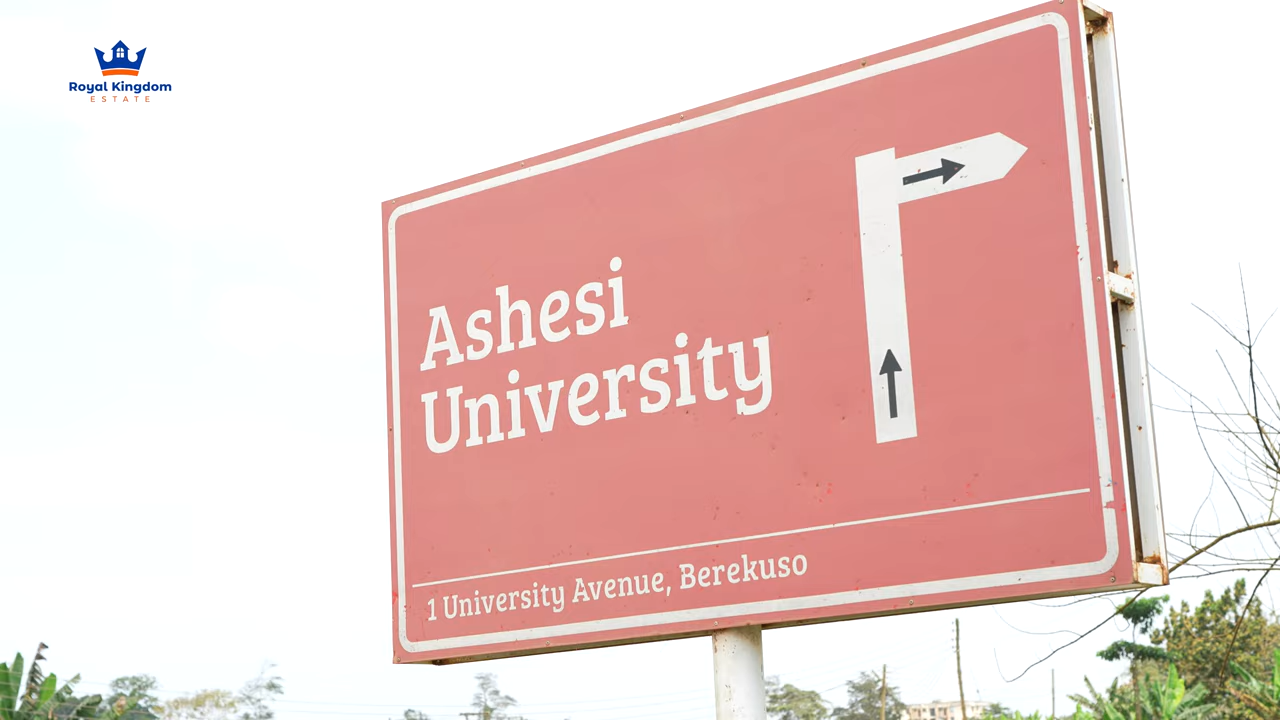 Royal Kingdom
ESTATE
Ashesi
University
1 University Avenue, Berekuso